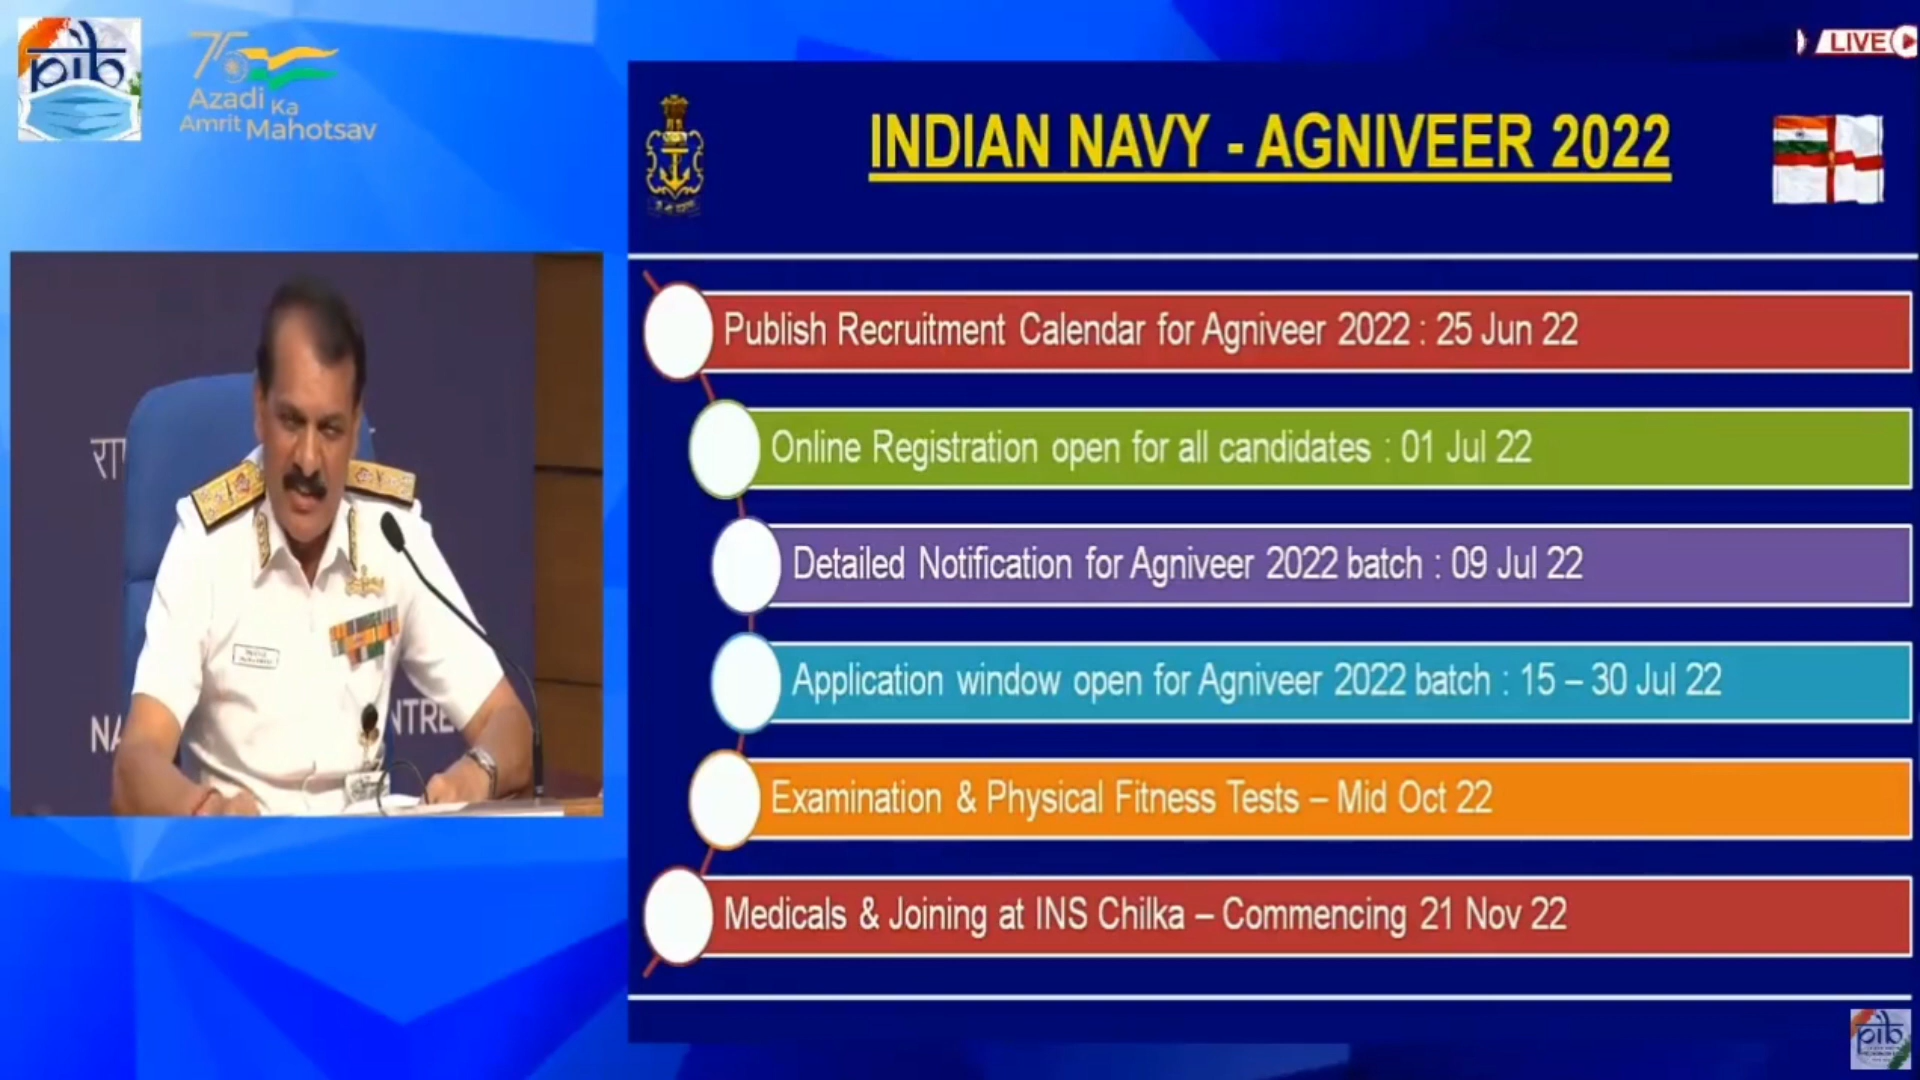 pib
75
Azadi Ka
Amrit Mahotsav
LIVE
INDIAN NAVY - AGNIVEER 2022
Publish Recruitment Calendar for Agniveer 2022 : 25 Jun 22
Online Registration open for all candidates : 01 Jul 22
Detailed Notification for Agniveer 2022 batch : 09 Jul 22
Application window open for Agniveer 2022 batch : 15 – 30 Jul 22
Examination & Physical Fitness Tests – Mid Oct 22
Medicals & Joining at INS Chilka – Commencing 21 Nov 22
रा
NA NTRE
pib